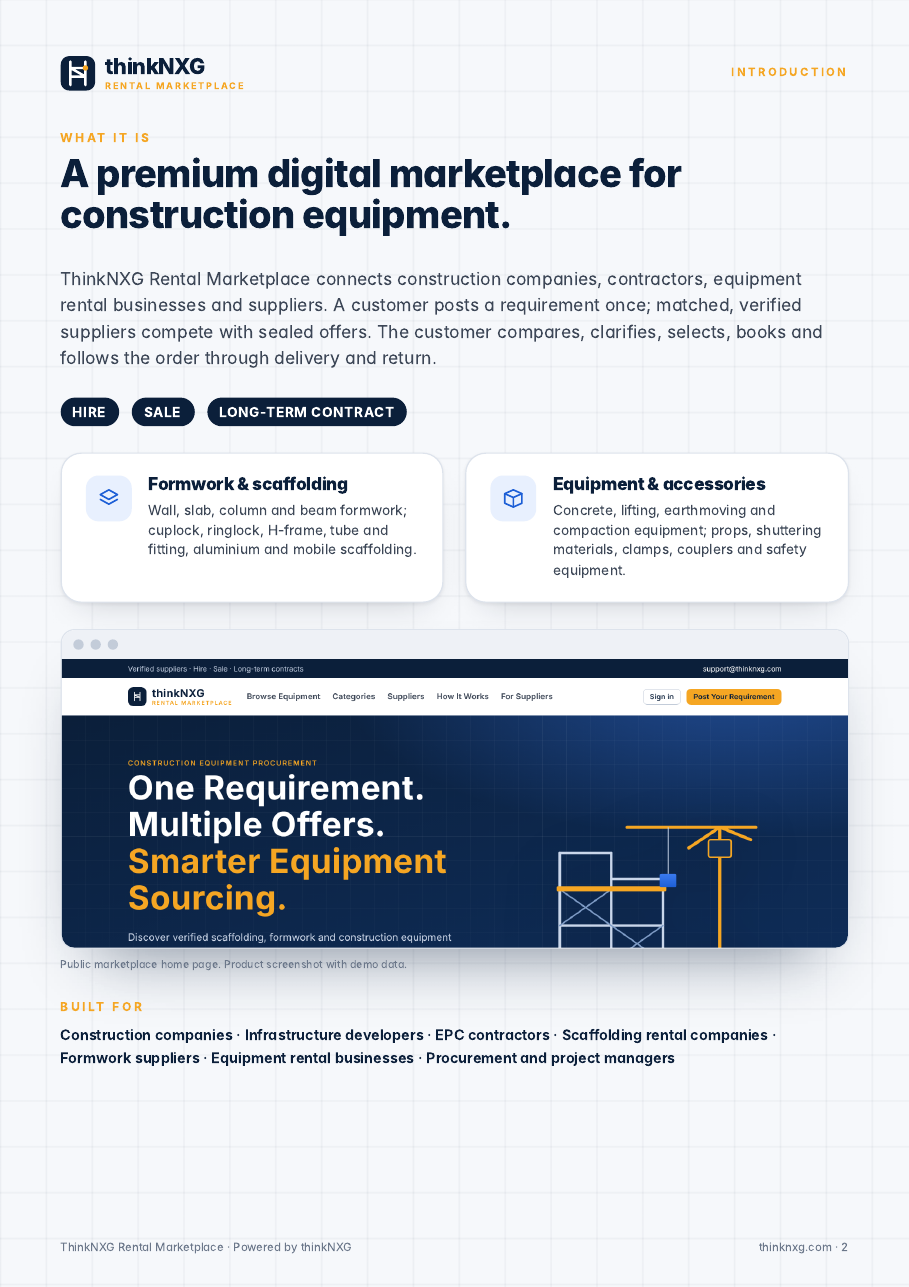 thinkNXG
RENTAL MARKETPLACE
INTRODUCTION
WHAT IT IS
A premium digital marketplace for
construction equipment.
ThinkNXG Rental Marketplace connects construction companies, contractors, equipment
rental businesses and suppliers. A customer posts a requirement once; matched, verified
suppliers compete with sealed offers. The customer compares, clarifies, selects, books and
follows the order through delivery and return.
HIRE
SALE
LONG-TERM CONTRACT
Formwork & scaffolding
Wall, slab, column and beam formwork;
cuplock, ringlock, H-frame, tube and
fitting, aluminium and mobile scaffolding.
Equipment & accessories
Concrete, lifting, earthmoving and
compaction equipment; props, shuttering
materials, clamps, couplers and safety
equipment.
Verified suppliers · Hire · Sale · Long-term contracts
support@thinknxg.com
thinkNXG
RENTAL MARKETPLACE
Browse Equipment Categories Suppliers How It Works For Suppliers
Sign in
Post Your Requirement
CONSTRUCTION EQUIPMENT PROCUREMENT
One Requirement.
Multiple Offers.
Smarter Equipment
Sourcing.
Discover verified scaffolding, formwork and construction equipment
Public marketplace home page. Product screenshot with demo data.
BUILT FOR
Construction companies · Infrastructure developers · EPC contractors · Scaffolding rental companies ·
Formwork suppliers · Equipment rental businesses · Procurement and project managers
ThinkNXG Rental Marketplace · Powered by thinkNXG
thinknxg.com · 2